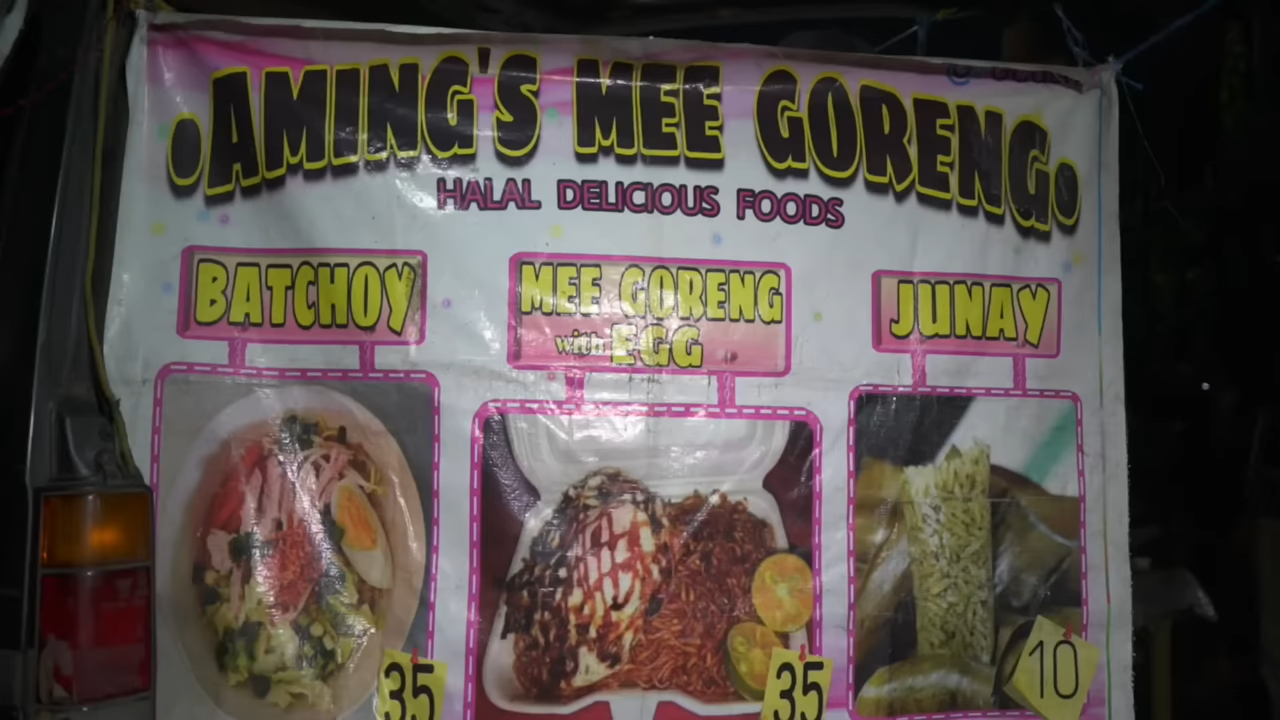 •AMING'S MEE GORENG•
HALAL DELICIOUS FOODS
BATCHOY
MEE GORENG
with EGG
JUNAY
35
35
10